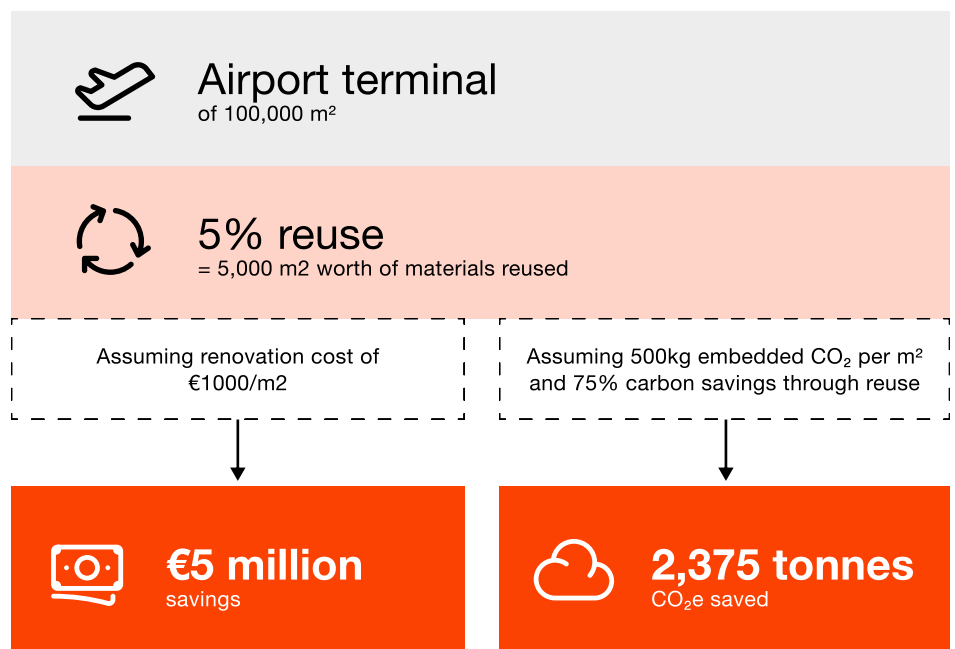 Airport terminal
of 100,000 m²
5% reuse
= 5,000 m2 worth of materials reused
Assuming renovation cost of
€1000/m2
Assuming 500kg embedded CO₂ per m²
and 75% carbon savings through reuse
€5 million
savings
2,375 tonnes
CO₂e saved